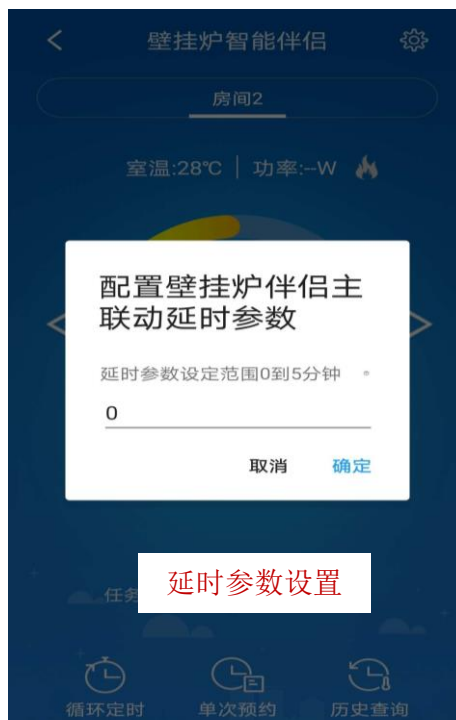 壁挂炉智能伴侣
房间2
室温:28℃ | 功率:--W
配置壁挂炉伴侣主
联动延时参数
延时参数设定范围0到5分钟 。
0
取消 确定
任务
延时参数设置
循环定时 单次预约 历史查询